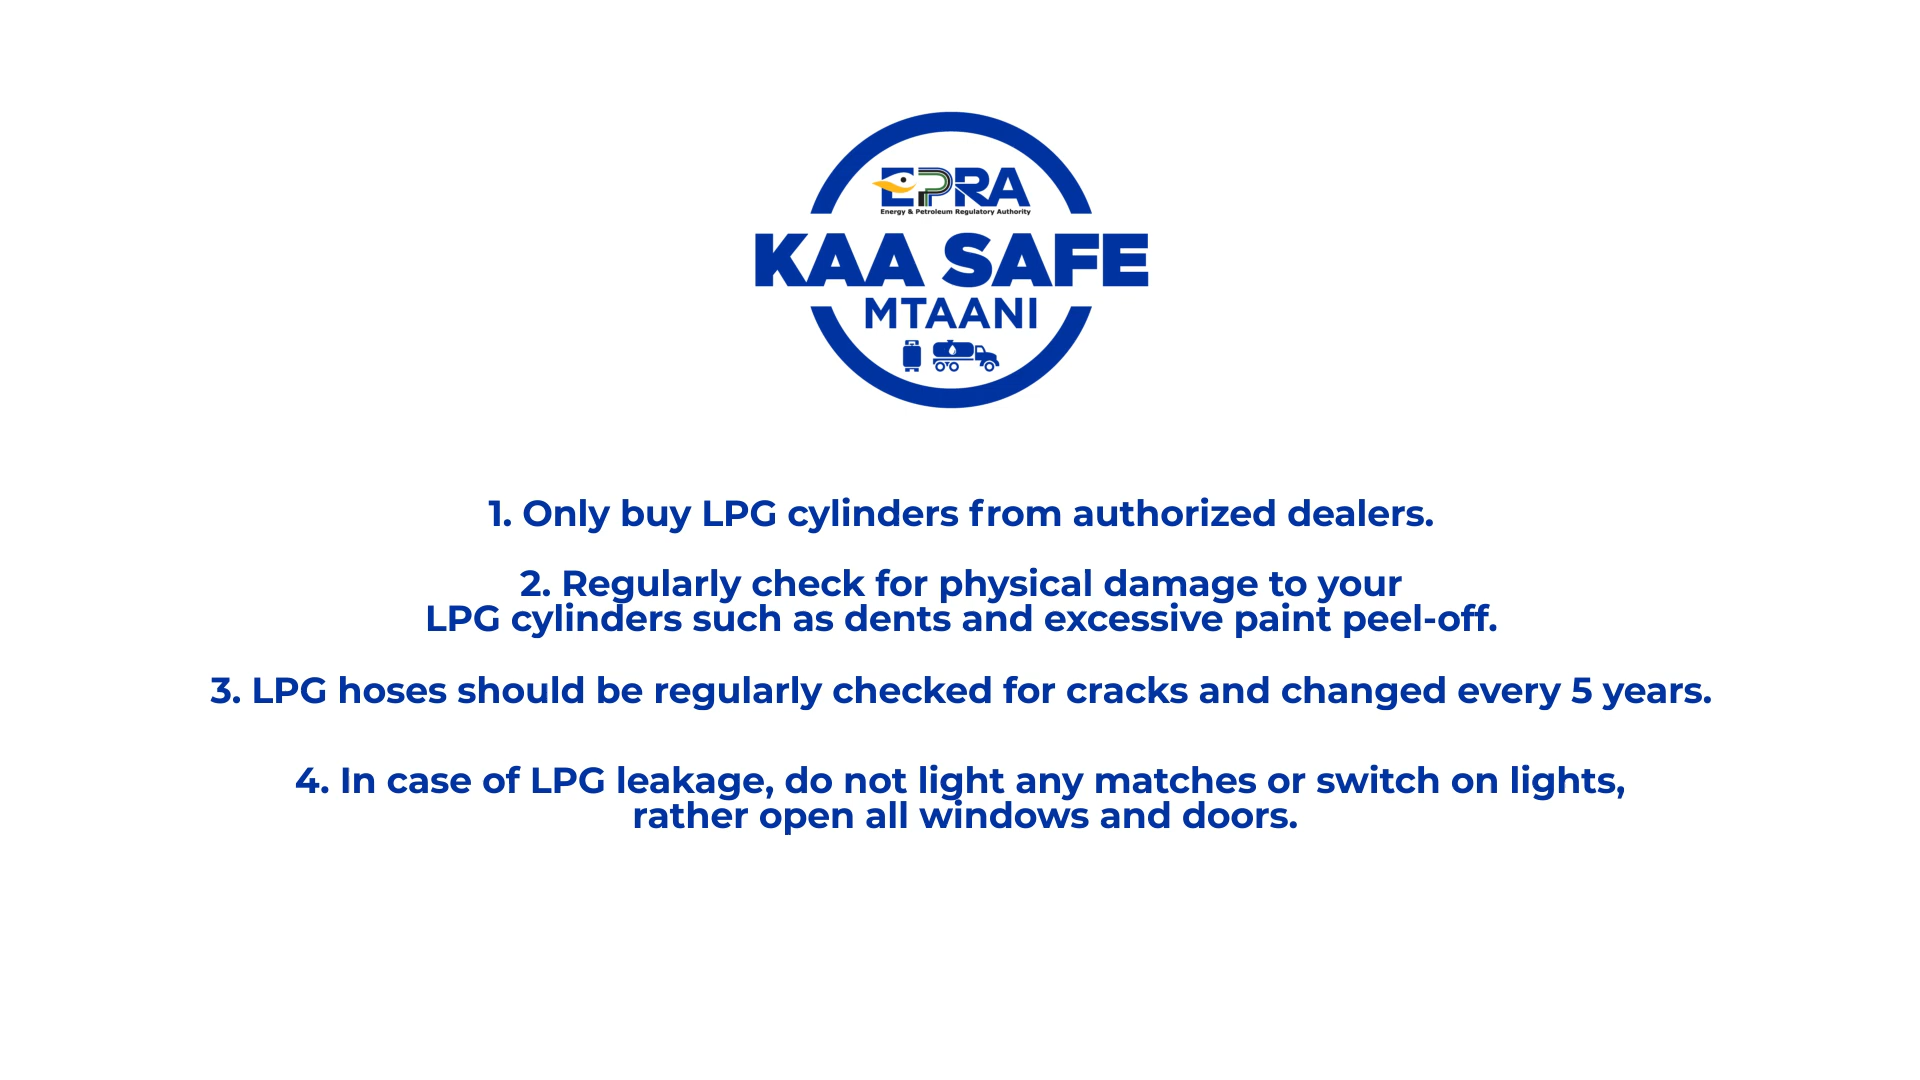 EPRA
Energy & Petroleum Regulatory Authority
KAA SAFE
MTAANI
1. Only buy LPG cylinders from authorized dealers.
2. Regularly check for physical damage to your
LPG cylinders such as dents and excessive paint peel-off.
3. LPG hoses should be regularly checked for cracks and changed every 5 years.
4. In case of LPG leakage, do not light any matches or switch on lights,
rather open all windows and doors.